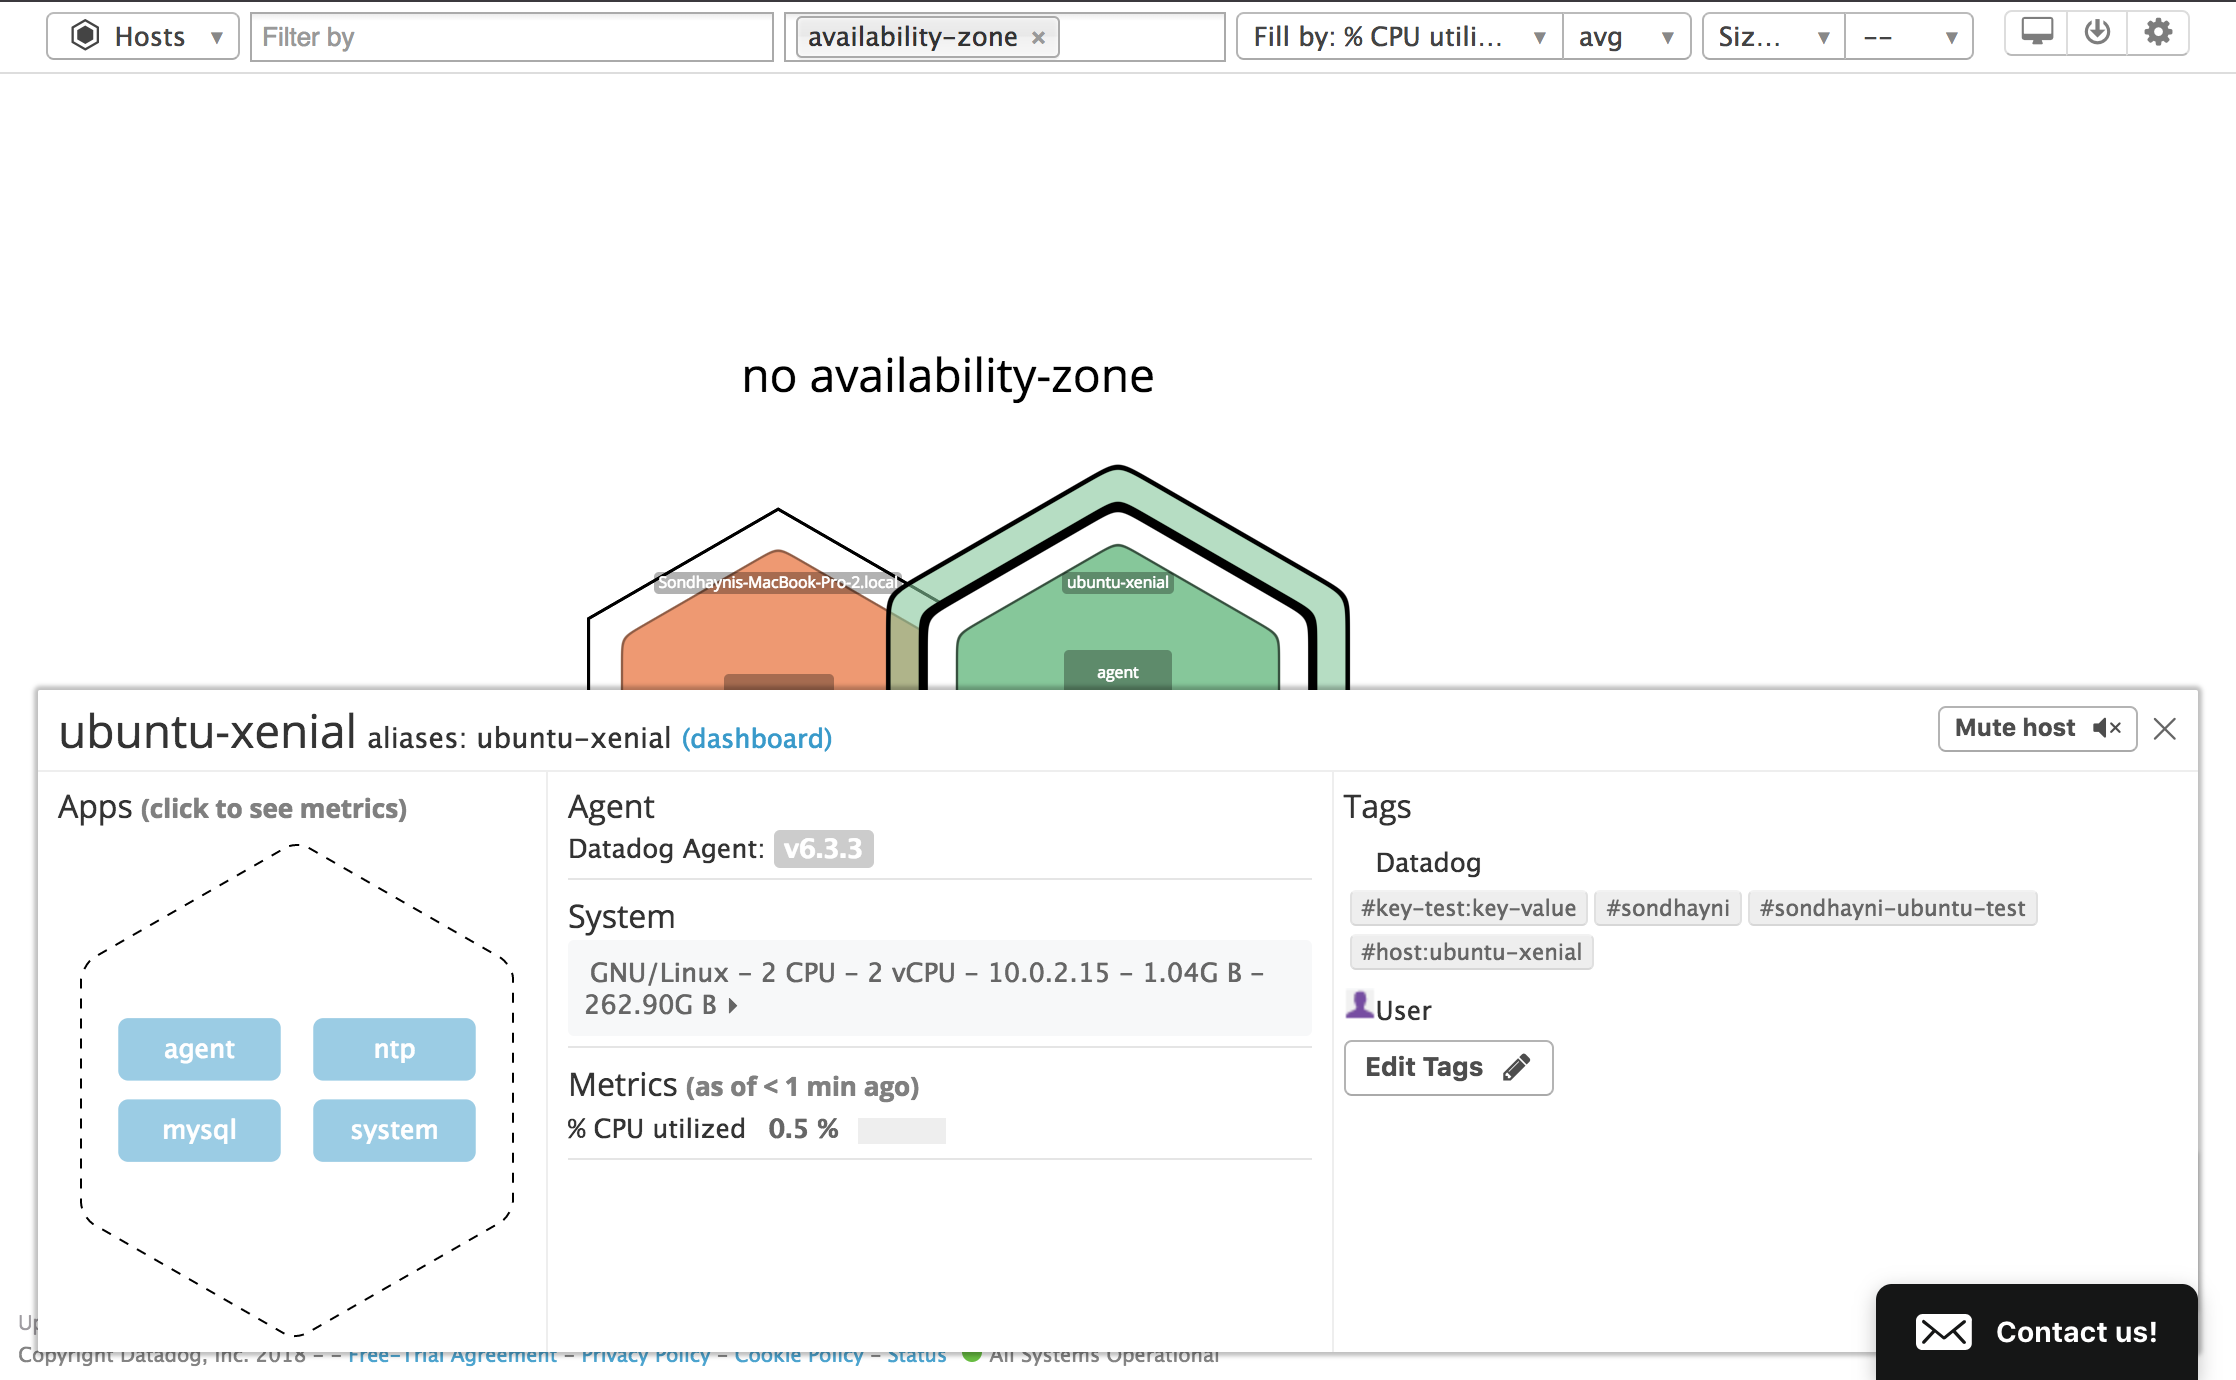 Hosts ▼ Filter by availability-zone × Fill by: % CPU utili... ▼ avg ▼ Siz... ▼ -- ▼
no availability-zone
Sondhaynis-MacBook-Pro-2.local
ubuntu-xenial
agent
ubuntu-xenial aliases: ubuntu-xenial (dashboard)
Mute host
Apps (click to see metrics)
agent
ntp
mysql
system
Agent
Datadog Agent: v6.3.3
System
GNU/Linux - 2 CPU - 2 vCPU - 10.0.2.15 - 1.04G B -
262.90G B
Metrics (as of < 1 min ago)
% CPU utilized 0.5 %
Tags
Datadog
#key-test:key-value #sondhayni #sondhayni-ubuntu-test
#host:ubuntu-xenial
User
Edit Tags
Contact us!
Copyright Datadog, Inc. 2018 - - Free-Trial Agreement - Privacy Policy - Cookie Policy - Status All Systems Operational